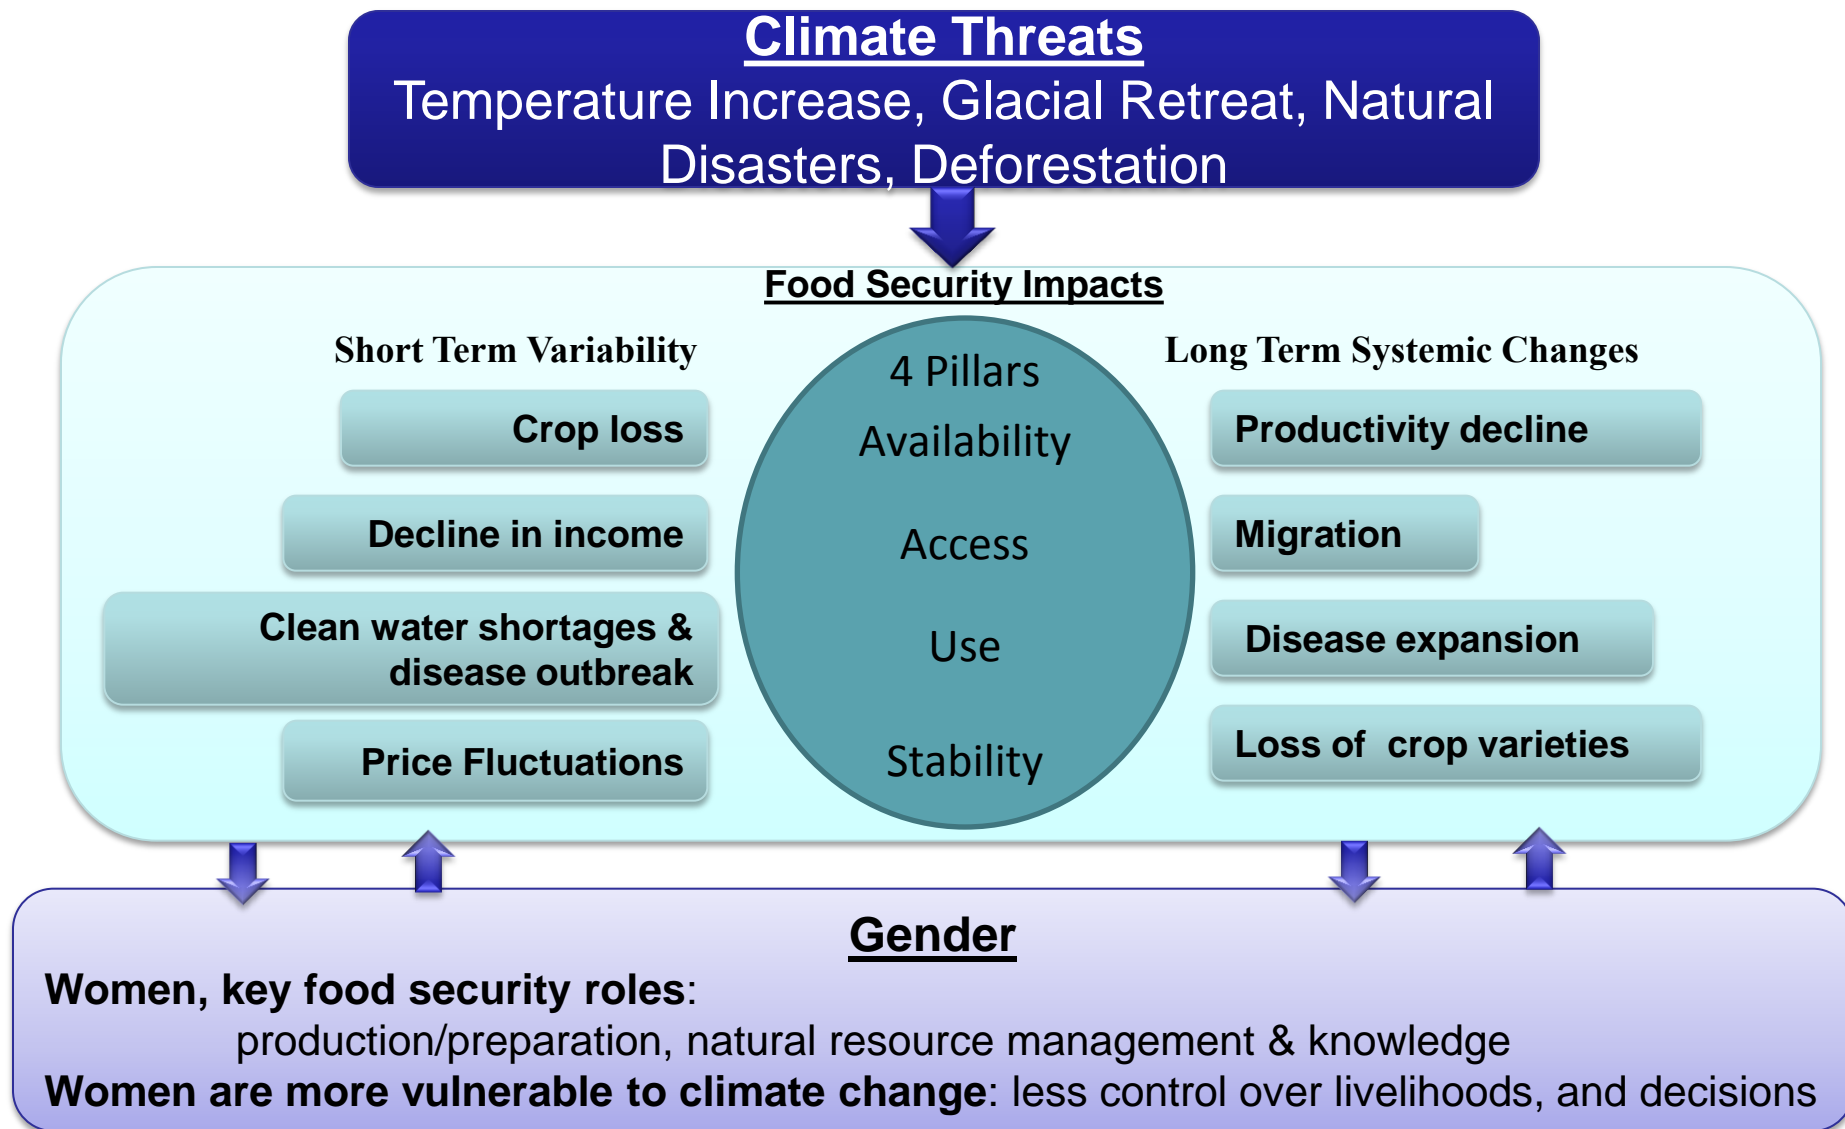 Climate Threats
Temperature Increase, Glacial Retreat, Natural
Disasters, Deforestation
Food Security Impacts
Short Term Variability
Crop loss
Decline in income
Clean water shortages &
disease outbreak
Price Fluctuations
4 Pillars
Availability
Access
Use
Stability
Long Term Systemic Changes
Productivity decline
Migration
Disease expansion
Loss of  crop varieties
Gender
Women, key food security roles:
production/preparation, natural resource management & knowledge
Women are more vulnerable to climate change: less control over livelihoods, and decisions